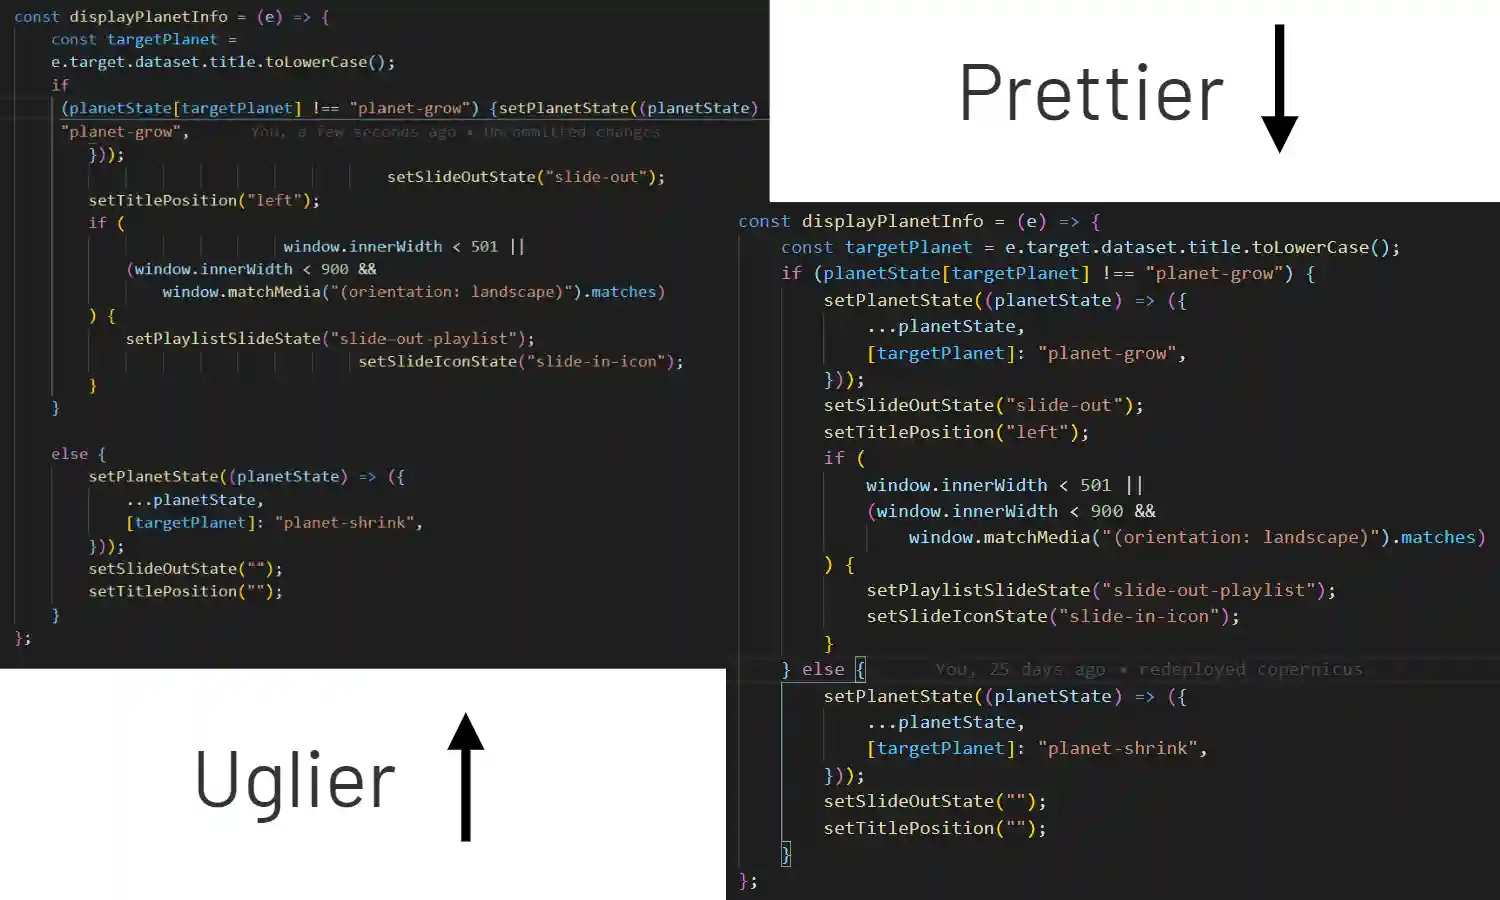 const displayPlanetInfo = (e) => {
const targetPlanet =
e.target.dataset.title.toLowerCase();
if
(planetState[targetPlanet] !== "planet-grow") {setPlanetState((planetState)
"planet-grow", You, a few seconds ago • Uncommitted changes
}));
setSlideOutState("slide-out");
setTitlePosition("left");
if (
window.innerWidth < 501 ||
(window.innerWidth < 900 &&
window.matchMedia("(orientation: landscape)").matches)
) {
setPlaylistSlideState("slide-out-playlist");
setSlideIconState("slide-in-icon");
}
}
else {
setPlanetState((planetState) => ({
...planetState,
[targetPlanet]: "planet-shrink",
}));
setSlideOutState("");
setTitlePosition("");
}
};
Uglier
Prettier
const displayPlanetInfo = (e) => {
const targetPlanet = e.target.dataset.title.toLowerCase();
if (planetState[targetPlanet] !== "planet-grow") {
setPlanetState((planetState) => ({
...planetState,
[targetPlanet]: "planet-grow",
}));
setSlideOutState("slide-out");
setTitlePosition("left");
if (
window.innerWidth < 501 ||
(window.innerWidth < 900 &&
window.matchMedia("(orientation: landscape)").matches)
) {
setPlaylistSlideState("slide-out-playlist");
setSlideIconState("slide-in-icon");
}
} else { You, 25 days ago • redeployed copernicus
setPlanetState((planetState) => ({
...planetState,
[targetPlanet]: "planet-shrink",
}));
setSlideOutState("");
setTitlePosition("");
}
};